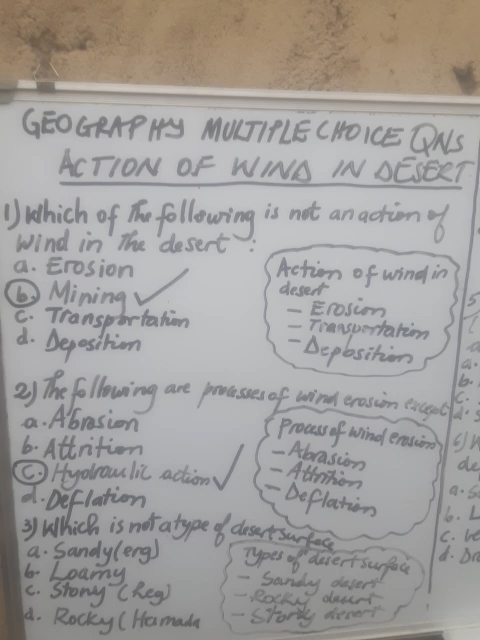 GEOGRAPHY MULTIPLE CHOICE QNS
ACTION OF WIND IN DESERT
1) Which of the following is not an action of
wind in the desert:
a. Erosion
b. Mining
c. Transportation
d. Deposition
Action of wind in
desert
- Erosion
- Transportation
- Deposition
2) The following are processes of wind erosion except
a. Abrasion
b. Attrition
c. Hydraulic action
d. Deflation
Process of wind erosion
- Abrasion
- Attrition
- Deflation
3) Which is not a type of desert surface
a. Sandy (erg)
b. Loamy
c. Stony (Reg)
d. Rocky (Hamada
Types of desert surface
- Sandy desert
- Rocky desert
- Stony desert